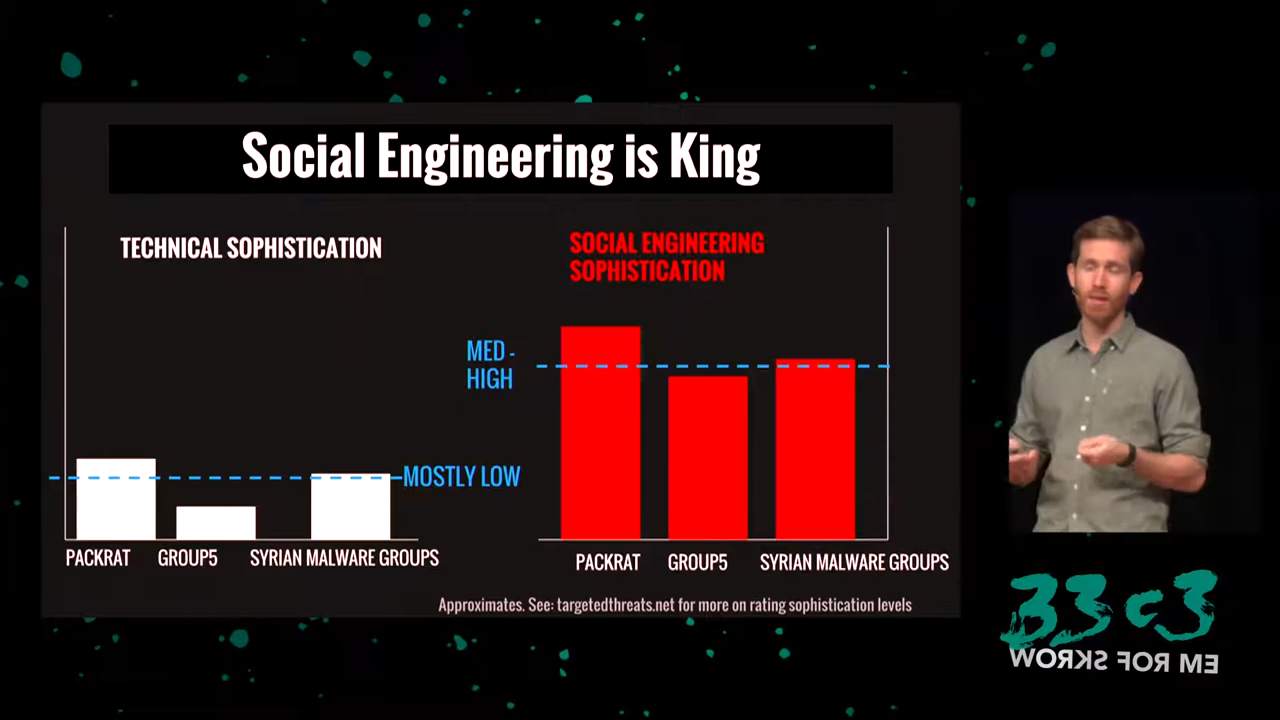 Social Engineering is King
TECHNICAL SOPHISTICATION
SOCIAL ENGINEERING
SOPHISTICATION
MED -
HIGH
MOSTLY LOW
PACKRAT
GROUP5
SYRIAN MALWARE GROUPS
PACKRAT
GROUP5
SYRIAN MALWARE GROUPS
Approximates. See: targetedthreats.net for more on rating sophistication levels
33c3
WORKS FOR ME